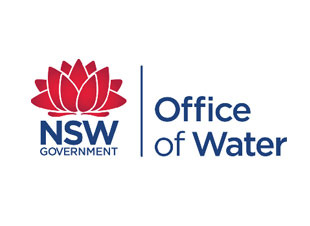 NSW
GOVERNMENT
Office
of Water